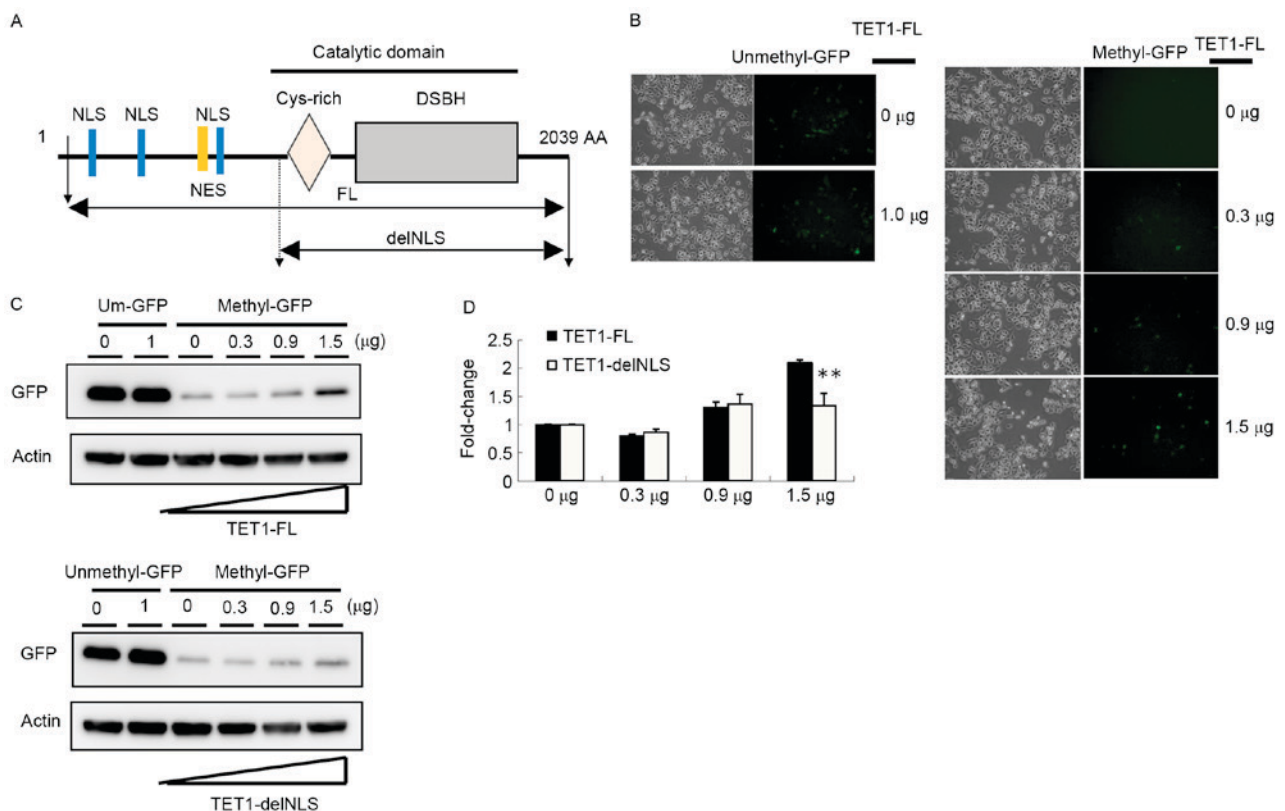 A
Catalytic domain
Cys-rich
DSBH
NLS NLS NLS
1
2039 AA
NES
FL
delNLS
B
TET1-FL
Unmethyl-GFP
0 μg
1.0 μg
TET1-FL
Methyl-GFP
0 μg
0.3 μg
0.9 μg
1.5 μg
C
Um-GFP Methyl-GFP
0 1 0 0.3 0.9 1.5 (μg)
GFP
Actin
TET1-FL
Unmethyl-GFP Methyl-GFP
0 1 0 0.3 0.9 1.5 (μg)
GFP
Actin
TET1-delNLS
D
TET1-FL
TET1-delNLS
**
Fold-change
2.5
2
1.5
1
0.5
0
0 μg 0.3 μg 0.9 μg 1.5 μg